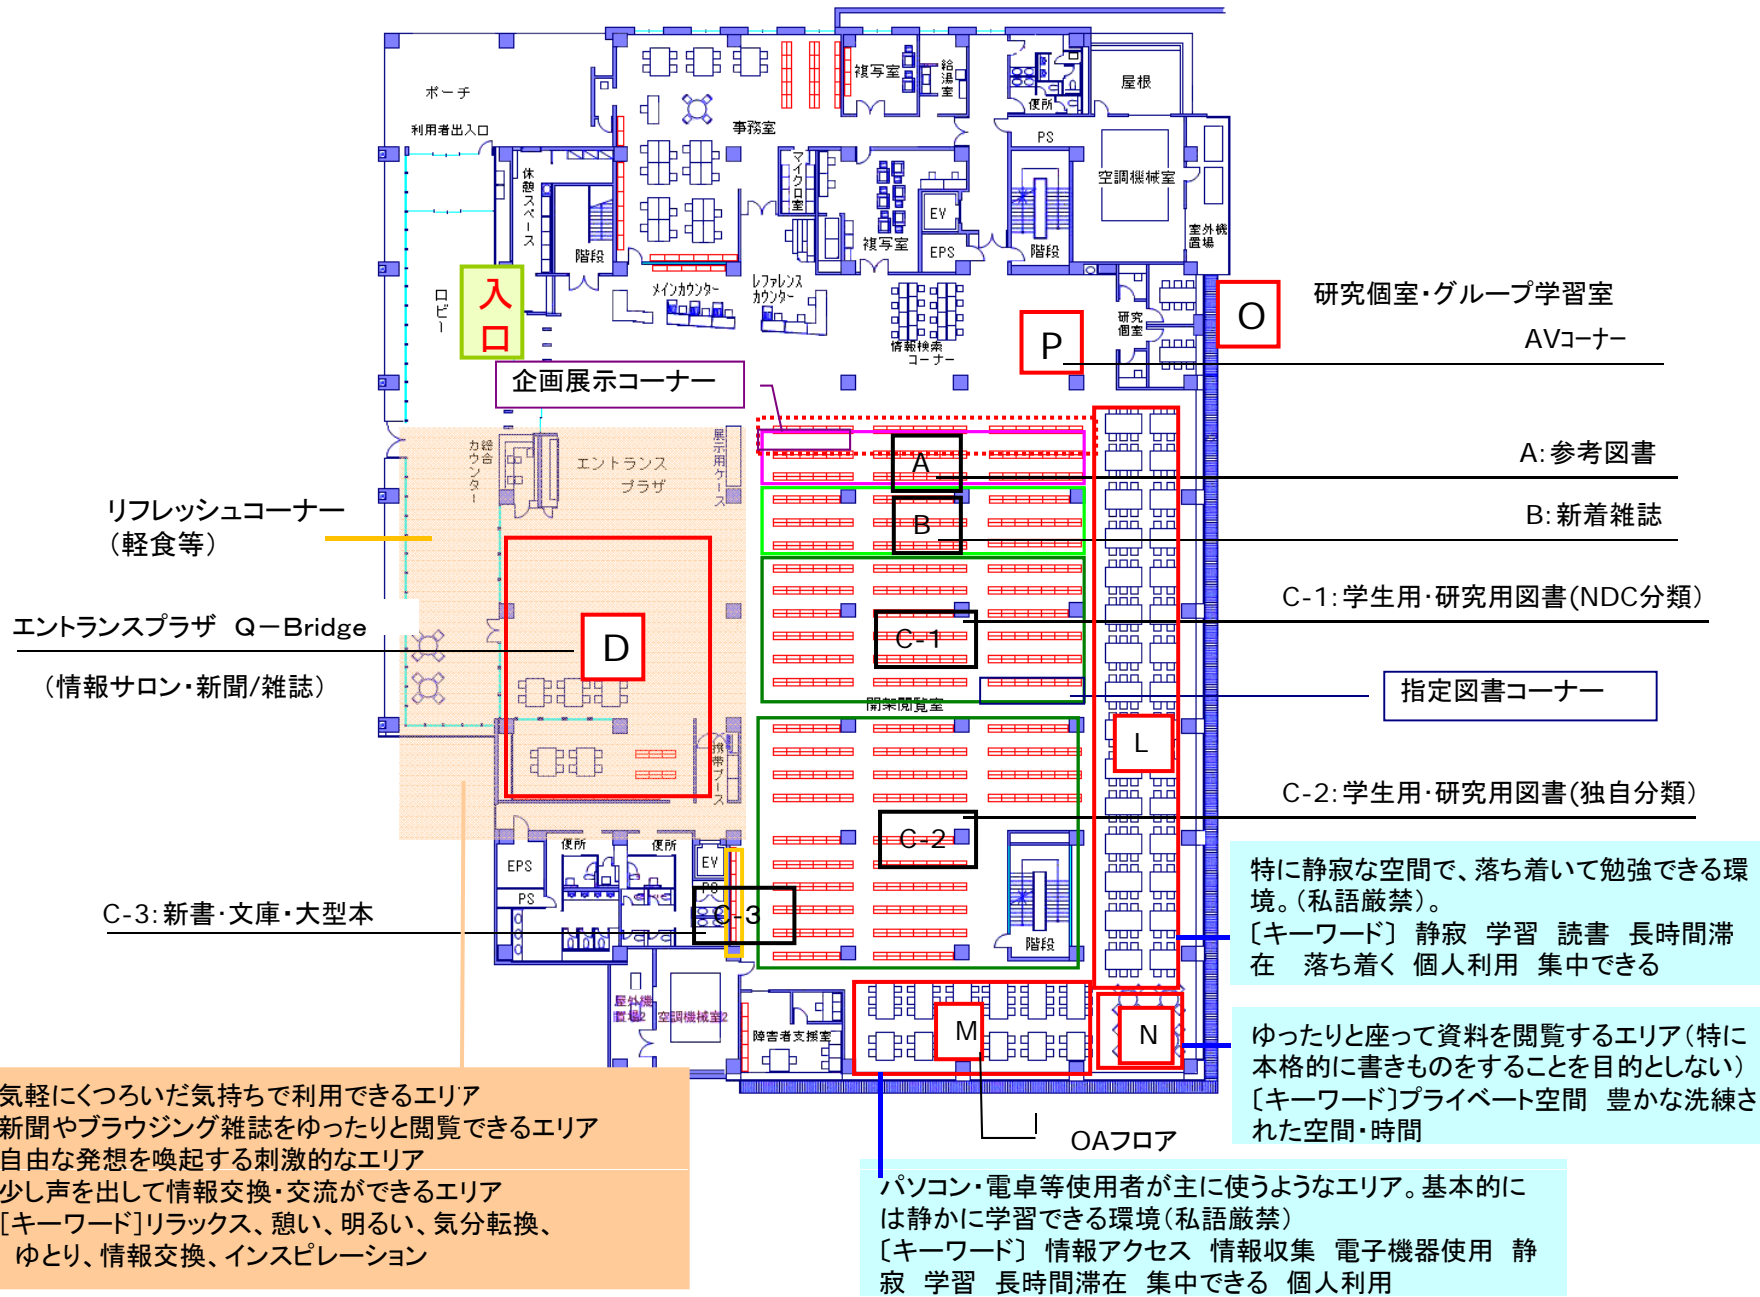 ポーチ
利用者出入口
休憩スペース
階段
事務室
複写室
給湯室
便所
屋根
PS
マイクロ室
空調機械室
EV
EPS
複写室
階段
室外機置場
ロビー
入口
メインカウンター
レファレンス
カウンター
情報検索
コーナー
P
研究
個室
O
研究個室・グループ学習室
AVコーナー
企画展示コーナー
総合
カウンター
エントランス
プラザ
展示用ケース
A
A:参考図書
リフレッシュコーナー
(軽食等)
B
B:新着雑誌
C-1:学生用・研究用図書(NDC分類)
エントランスプラザ Q-Bridge
(情報サロン・新聞/雑誌)
D
C-1
指定図書コーナー
開架閲覧室
L
携帯ブース
C-2:学生用・研究用図書(独自分類)
C-2
EPS
便所
便所
EV
PS
PS
C-3
C-3:新書・文庫・大型本
階段
特に静寂な空間で、落ち着いて勉強できる環
境。(私語厳禁)。
〔キーワード〕 静寂 学習 読書 長時間滞
在 落ち着く 個人利用 集中できる
屋外機
置場2
空調機械室2
障害者支援室
M
N
ゆったりと座って資料を閲覧するエリア(特に
本格的に書きものをすることを目的としない)
〔キーワード〕プライベート空間 豊かな洗練さ
れた空間・時間
OAフロア
気軽にくつろいだ気持ちで利用できるエリア
新聞やブラウジング雑誌をゆったりと閲覧できるエリア
自由な発想を喚起する刺激的なエリア
少し声を出して情報交換・交流ができるエリア
[キーワード]リラックス、憩い、明るい、気分転換、
ゆとり、情報交換、インスピレーション
パソコン・電卓等使用者が主に使うようなエリア。基本的に
は静かに学習できる環境(私語厳禁)
〔キーワード〕 情報アクセス 情報収集 電子機器使用 静
寂 学習 長時間滞在 集中できる 個人利用